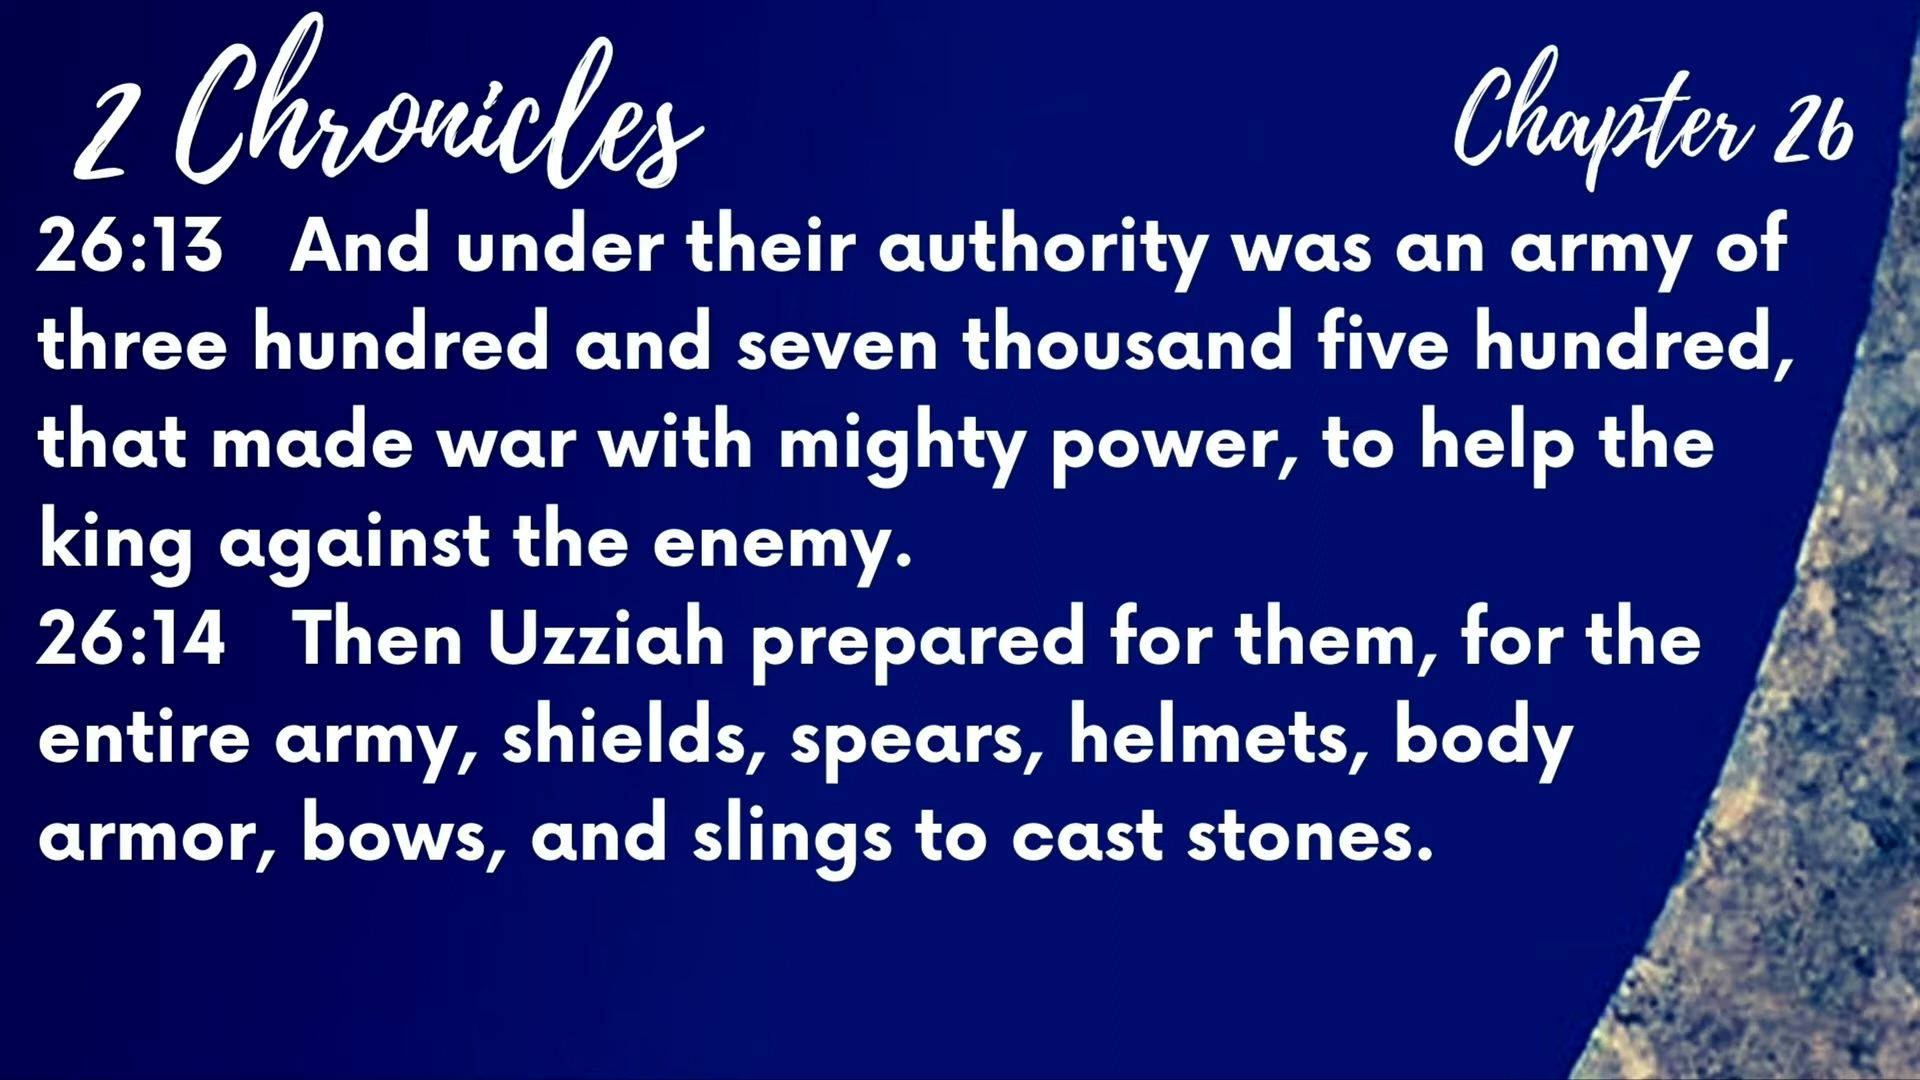 2 Chronicles
Chapter 26
26:13 And under their authority was an army of
three hundred and seven thousand five hundred,
that made war with mighty power, to help the
king against the enemy.
26:14 Then Uzziah prepared for them, for the
entire army, shields, spears, helmets, body
armor, bows, and slings to cast stones.